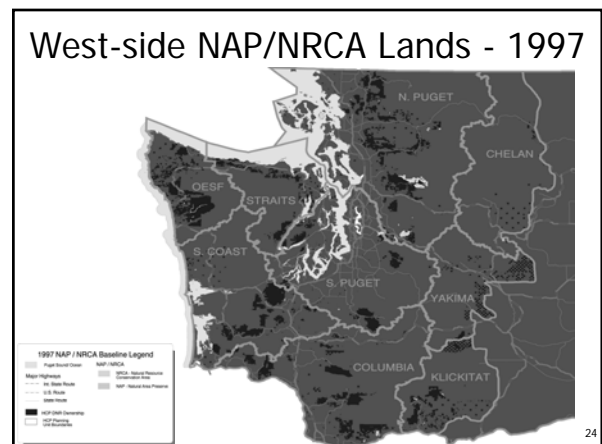 West-side NAP/NRCA Lands - 1997
N. PUGET
CHELAN
OESF
STRAITS
S. COAST
S. PUGET
YAKIMA
COLUMBIA
KLICKITAT
1997 NAP / NRCA Baseline Legend
Puget Sound/Ocean
Major Highways
Int. State Route
U.S. Route
State Route
HCP DNR Ownership
HCP Planning
Unit Boundaries
NAP / NRCA
NRCA - Natural Resource
Conservation Area
NAP - Natural Area Preserve
24